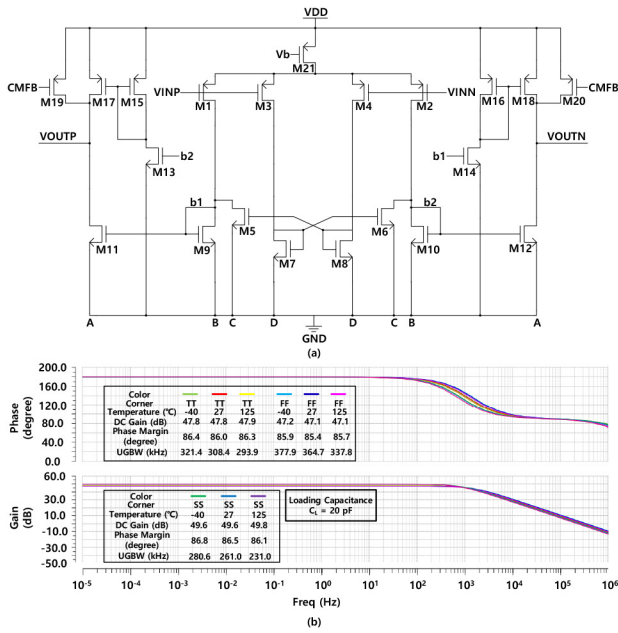 VDD
Vb
M21
CMFB
M19
M17
M15
VINP
M1
M3
M4
M2
VINN
M16
M18
M20
CMFB
VOUTP
VOUTN
b2
M13
b1
M14
b1
b2
M5
M6
M11
M9
M7
M8
M10
M12
A
B
C
D
D
C
B
A
GND
(a)
Phase
(degree)
200.0
160.0
120.0
80.0
40.0
0.0
Color
Corner TT TT TT FF FF FF
Temperature (℃) -40 27 125 -40 27 125
DC Gain (dB) 47.8 47.8 47.9 47.2 47.1 47.1
Phase Margin
(degree) 86.4 86.0 86.3 85.9 85.4 85.7
UGBW (kHz) 321.4 308.4 293.9 377.9 364.7 337.8
Gain
(dB)
60.0
30.0
10.0
-10.0
-30.0
-50.0
Color
Corner SS SS SS
Temperature (℃) -40 27 125
DC Gain (dB) 49.6 49.6 49.8
Phase Margin
(degree) 86.8 86.5 86.1
UGBW (kHz) 280.6 261.0 231.0
Loading Capacitance
CL = 20 pF
10-5 10-4 10-3 10-2 10-1 100 101 102 103 104 105 106
Freq (Hz)
(b)